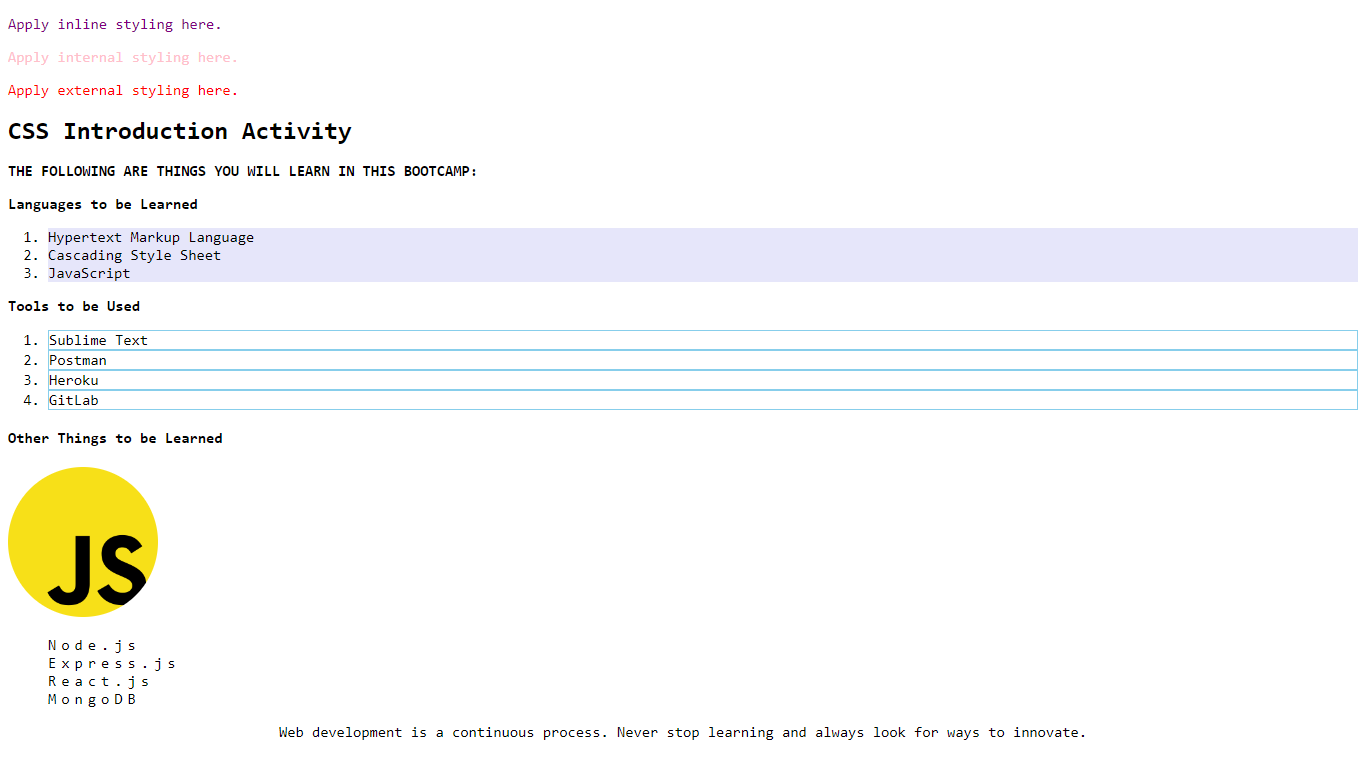 Apply inline styling here.
Apply internal styling here.
Apply external styling here.
CSS Introduction Activity
THE FOLLOWING ARE THINGS YOU WILL LEARN IN THIS BOOTCAMP:
Languages to be Learned
1. Hypertext Markup Language
2. Cascading Style Sheet
3. JavaScript
Tools to be Used
1. Sublime Text
2. Postman
3. Heroku
4. GitLab
Other Things to be Learned
JS
Node.js
Express.js
React.js
MongoDB
Web development is a continuous process. Never stop learning and always look for ways to innovate.